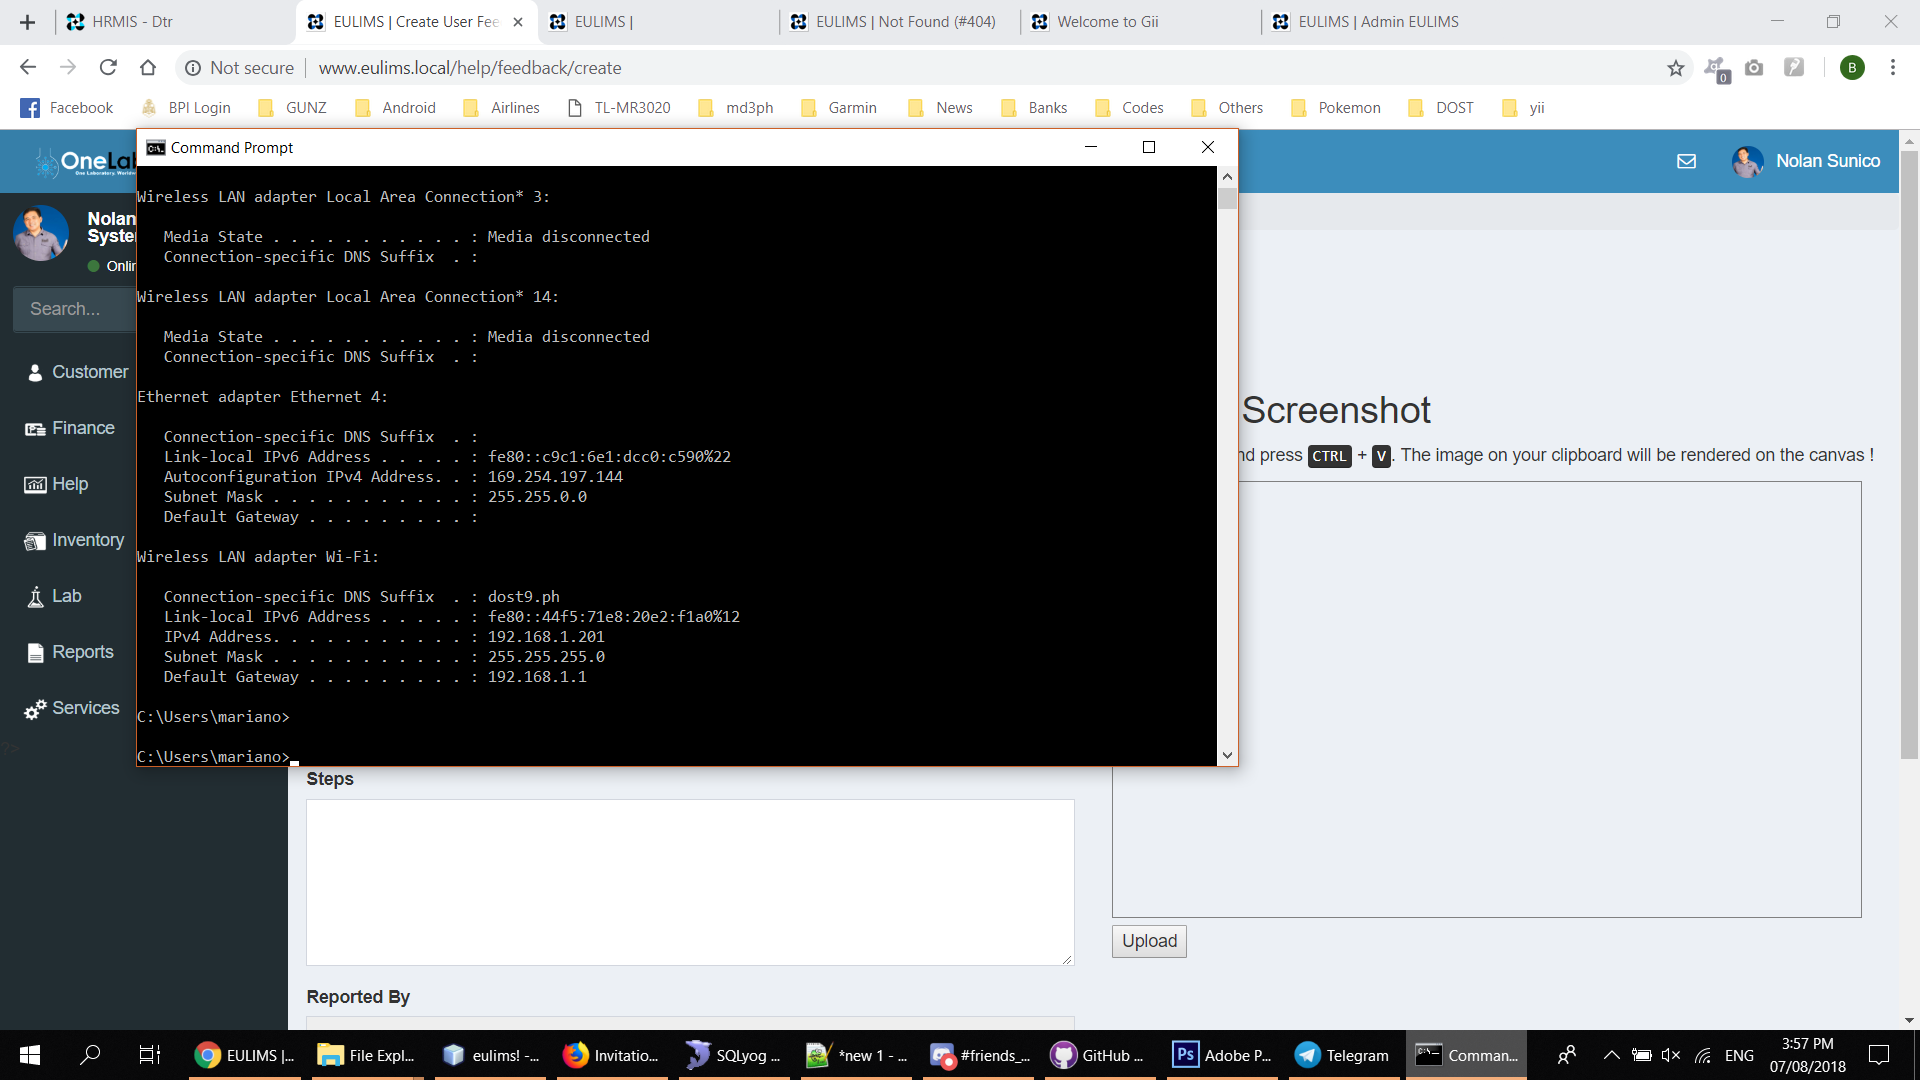 HRMIS - Dtr
EULIMS | Create User Fee
EULIMS |
EULIMS | Not Found (#404)
Welcome to Gii
EULIMS | Admin EULIMS
Not secure
www.eulims.local/help/feedback/create
0
B
Facebook
BPI Login
GUNZ
Android
Airlines
TL-MR3020
md3ph
Garmin
News
Banks
Codes
Others
Pokemon
DOST
yii
OneLa
Nolan Sunico
Nolan
Syste
Onlin
Search...
Customer
Finance
Help
Inventory
Lab
Reports
Services
?>
Command Prompt
Wireless LAN adapter Local Area Connection* 3:
Media State . . . . . . . . . . . : Media disconnected
Connection-specific DNS Suffix  . :
Wireless LAN adapter Local Area Connection* 14:
Media State . . . . . . . . . . . : Media disconnected
Connection-specific DNS Suffix  . :
Ethernet adapter Ethernet 4:
Connection-specific DNS Suffix  . :
Link-local IPv6 Address . . . . . : fe80::c9c1:6e1:dcc0:c590%22
Autoconfiguration IPv4 Address. . : 169.254.197.144
Subnet Mask . . . . . . . . . . . : 255.255.0.0
Default Gateway . . . . . . . . . :
Wireless LAN adapter Wi-Fi:
Connection-specific DNS Suffix  . : dost9.ph
Link-local IPv6 Address . . . . . : fe80::44f5:71e8:20e2:f1a0%12
IPv4 Address. . . . . . . . . . . : 192.168.1.201
Subnet Mask . . . . . . . . . . . : 255.255.255.0
Default Gateway . . . . . . . . . : 192.168.1.1
C:\Users\mariano>
C:\Users\mariano>
Screenshot
nd press CTRL + V. The image on your clipboard will be rendered on the canvas !
Upload
Steps
Reported By
EULIMS |...
File Expl...
eulims! -...
Invitatio...
SQLyog ...
*new 1 - ...
#friends_...
GitHub ...
Ps
Adobe P...
Telegram
Comman...
ENG
3:57 PM
07/08/2018